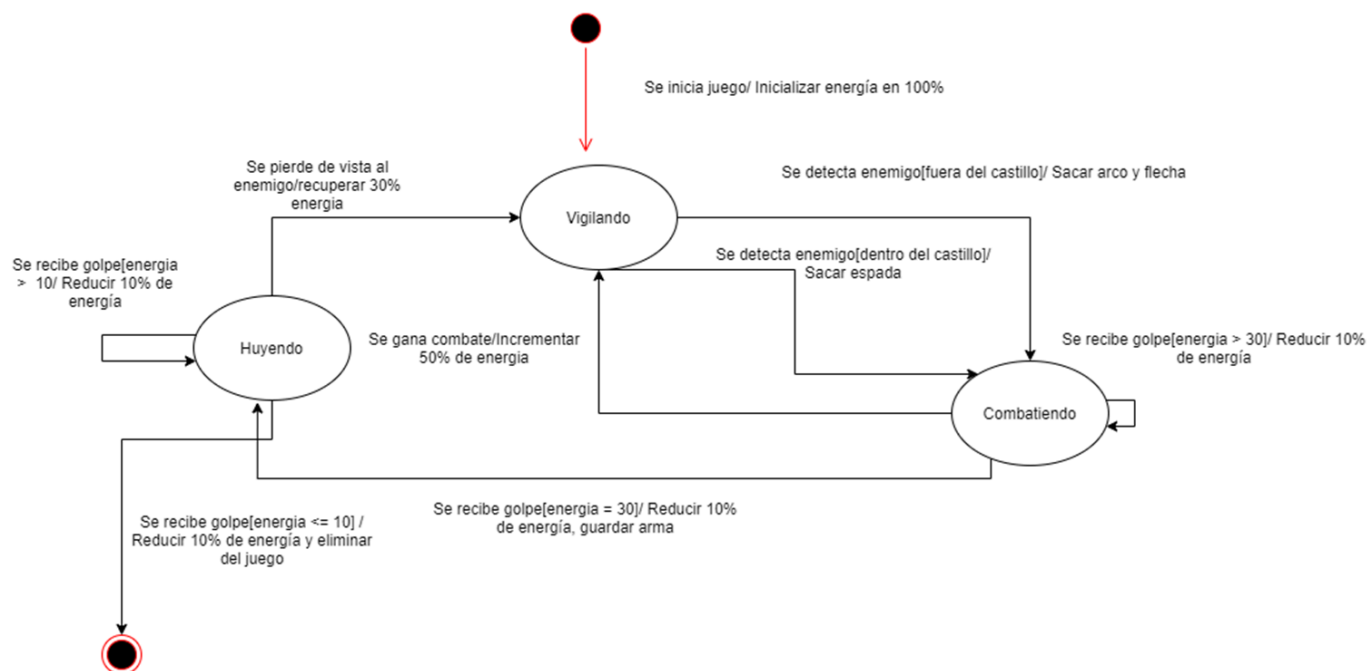 Se inicia juego/ Inicializar energía en 100%
Se pierde de vista al
enemigo/recuperar 30%
energia
Se detecta enemigo[fuera del castillo]/ Sacar arco y flecha
Vigilando
Se detecta enemigo[dentro del castillo]/
Sacar espada
Se recibe golpe[energia
> 10/ Reducir 10% de
energía
Huyendo
Se gana combate/Incrementar
50% de energia
Se recibe golpe[energia > 30]/ Reducir 10%
de energía
Combatiendo
Se recibe golpe[energia = 30]/ Reducir 10%
de energía, guardar arma
Se recibe golpe[energia <= 10] /
Reducir 10% de energía y eliminar
del juego